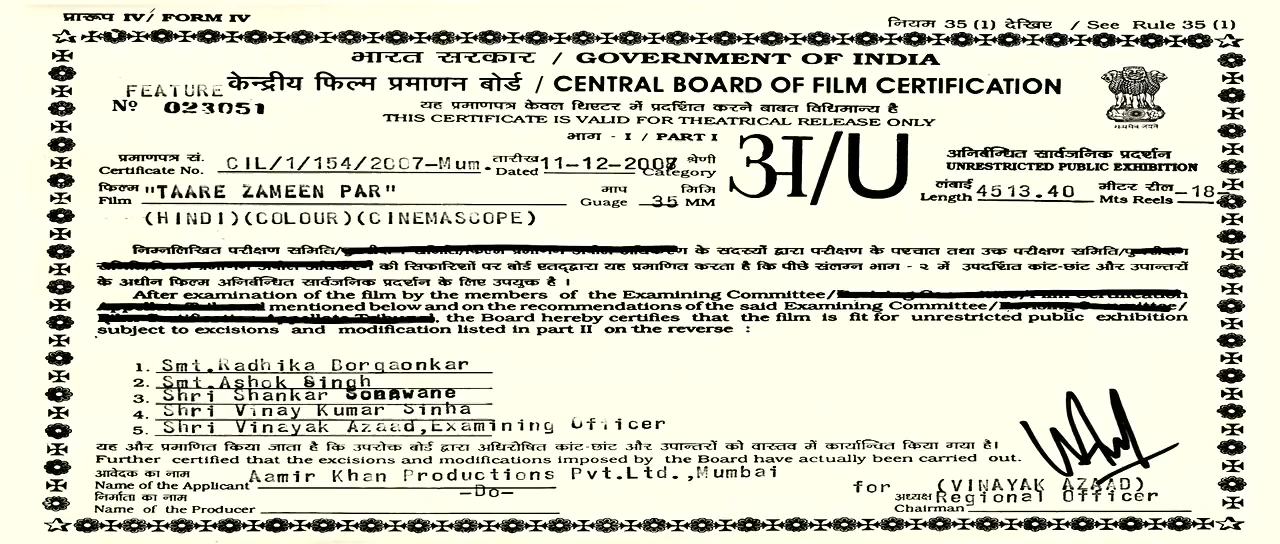 प्रारूप IV/ FORM IV
नियम 35 (1) देखिए / See Rule 35 (1)
भारत सरकार / GOVERNMENT OF INDIA
केन्द्रीय फिल्म प्रमाणन बोर्ड / CENTRAL BOARD OF FILM CERTIFICATION
FEATURE
Nº 023051
यह प्रमाणपत्र केवल थिएटर में प्रदर्शित करने बाबत विधिमान्य है
THIS CERTIFICATE IS VALID FOR THEATRICAL RELEASE ONLY
भाग - I / PART I
सत्यमेव जयते
प्रमाणपत्र सं. तारीख श्रेणी
Certificate No. CIL/1/154/2007-Mum. Dated 11-12-2007 Category
अ/U
अनिर्बन्धित सार्वजनिक प्रदर्शन
UNRESTRICTED PUBLIC EXHIBITION
फिल्म माप मिमि
Film "TAARE ZAMEEN PAR" Guage 35 MM
लंबाई मीटर रील
Length 4513.40 Mts Reels -18-
(HINDI)(COLOUR)(CINEMASCOPE)
निम्नलिखित परीक्षण समिति/ के सदस्यों द्वारा परीक्षण के पश्चात तथा उक्त परीक्षण समिति/
की सिफारिशों पर बोर्ड एतद्द्वारा यह प्रमाणित करता है कि पीछे संलग्न भाग - २ में उपदर्शित कांट-छांट और उपान्तरों
के अधीन फिल्म अनिर्बन्धित सार्वजनिक प्रदर्शन के लिए उपयुक्त है ।
After examination of the film by the members of the Examining Committee/
mentioned below and on the recommendations of the said Examining Committee/
, the Board hereby certifies that the film is fit for unrestricted public exhibition
subject to excisions and modification listed in part II on the reverse :
1. Smt.Radhika Borgaonkar
2. Smt.Ashok Singh
3. Shri Shankar Sonawane
4. Shri Vinay Kumar Sinha
5. Shri Vinayak Azaad,Examining Officer
यह और प्रमाणित किया जाता है कि उपरोक्त बोर्ड द्वारा अधिरोपित कांट-छांट और उपान्तरों को वास्तव में कार्यान्वित किया गया है।
Further certified that the excisions and modifications imposed by the Board have actually been carried out.
आवेदक का नाम
Name of the Applicant Aamir Khan Productions Pvt.Ltd.,Mumbai
निर्माता का नाम
Name of the Producer -Do-
for (VINAYAK AZAAD)
अध्यक्ष Regional Officer
Chairman